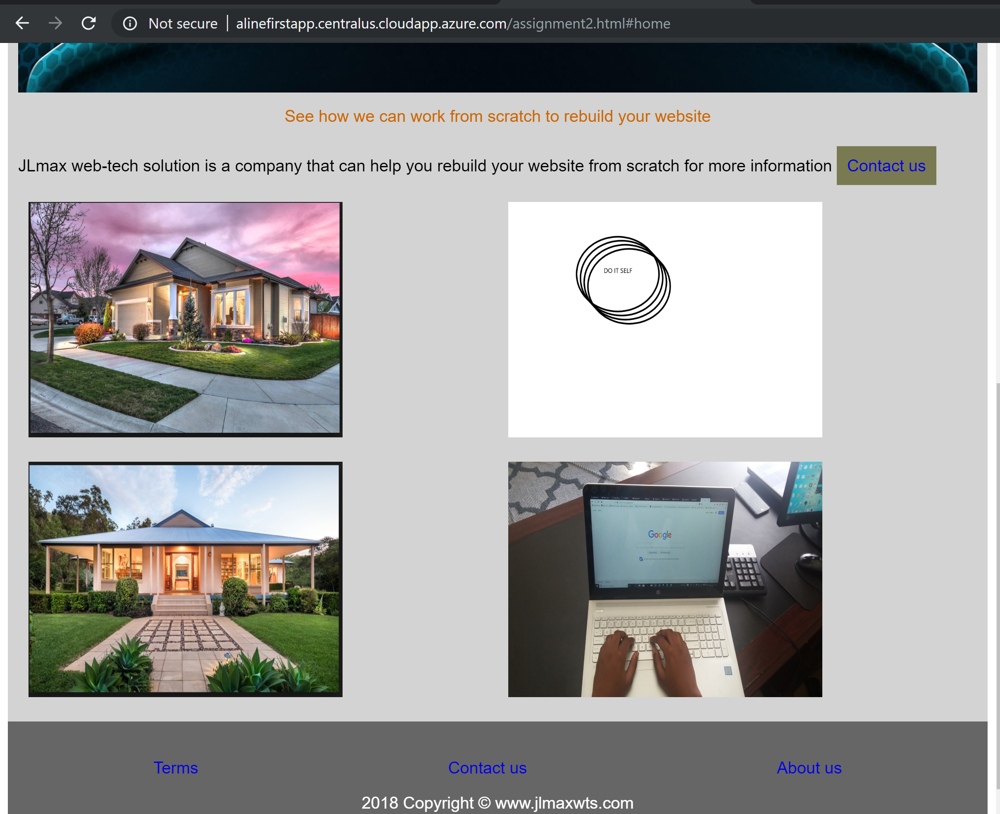 Not secure | alinefirstapp.centralus.cloudapp.azure.com/assignment2.html#home
See how we can work from scratch to rebuild your website
JLmax web-tech solution is a company that can help you rebuild your website from scratch for more information Contact us
DO IT SELF
Google
Terms Contact us About us
2018 Copyright © www.jlmaxwts.com